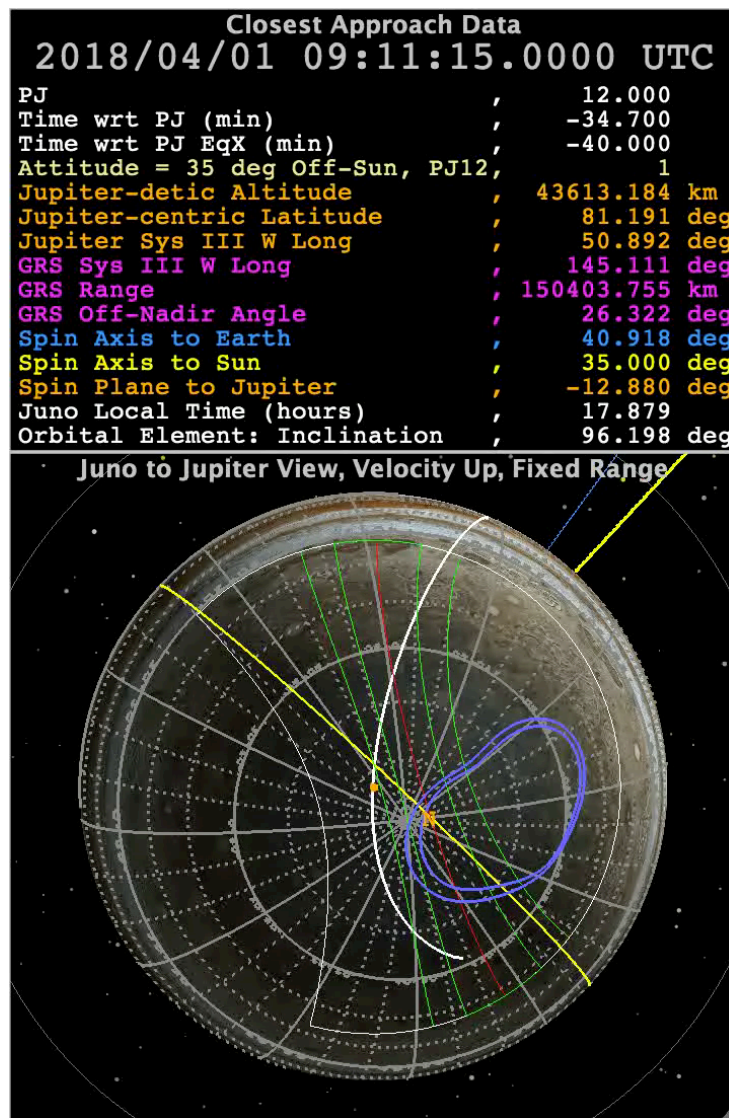 Closest Approach Data
2018/04/01 09:11:15.0000 UTC
PJ , 12.000
Time wrt PJ (min) , -34.700
Time wrt PJ EqX (min) , -40.000
Attitude = 35 deg Off-Sun, PJ12, 1
Jupiter-detic Altitude , 43613.184 km
Jupiter-centric Latitude , 81.191 deg
Jupiter Sys III W Long , 50.892 deg
GRS Sys III W Long , 145.111 deg
GRS Range , 150403.755 km
GRS Off-Nadir Angle , 26.322 deg
Spin Axis to Earth , 40.918 deg
Spin Axis to Sun , 35.000 deg
Spin Plane to Jupiter , -12.880 deg
Juno Local Time (hours) , 17.879
Orbital Element: Inclination , 96.198 deg
Juno to Jupiter View, Velocity Up, Fixed Range